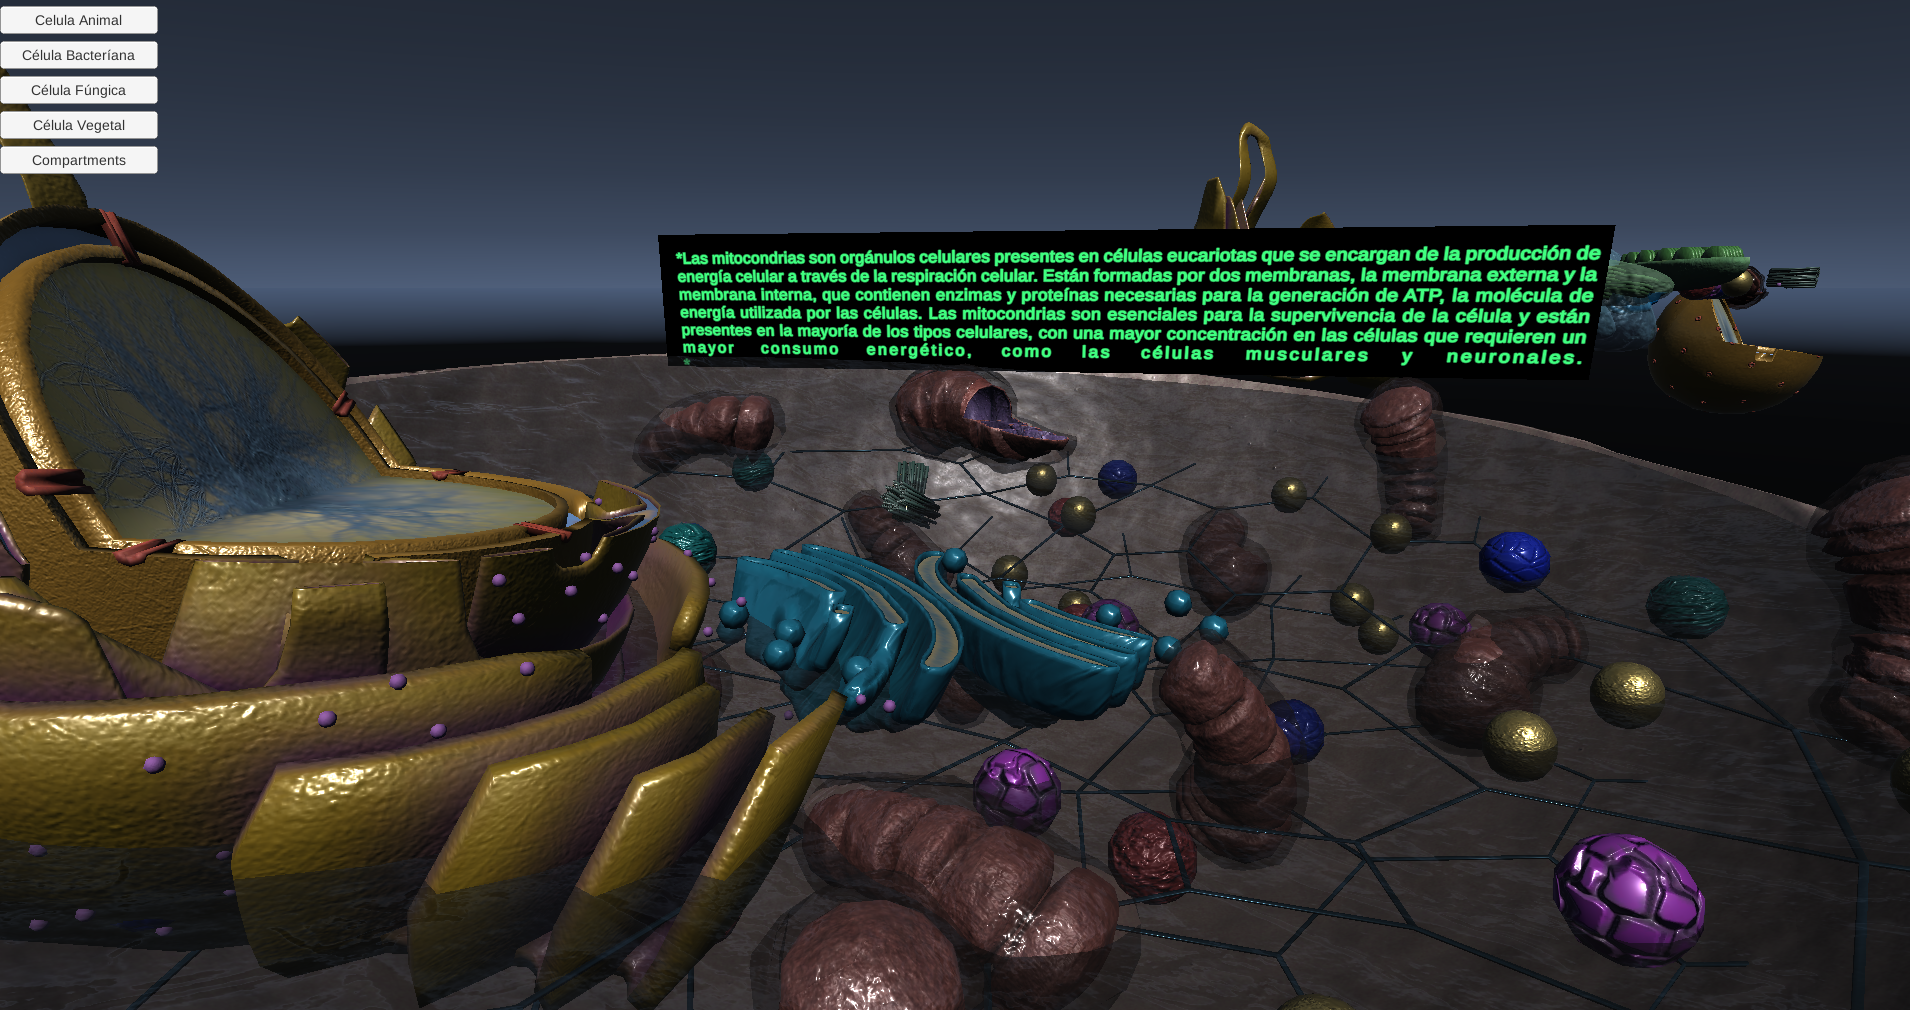 Celula Animal
Célula Bacteríana
Célula Fúngica
Célula Vegetal
Compartments
*Las mitocondrias son orgánulos celulares presentes en células eucariotas que se encargan de la producción de
energía celular a través de la respiración celular. Están formadas por dos membranas, la membrana externa y la
membrana interna, que contienen enzimas y proteínas necesarias para la generación de ATP, la molécula de
energía utilizada por las células. Las mitocondrias son esenciales para la supervivencia de la célula y están
presentes en la mayoría de los tipos celulares, con una mayor concentración en las células que requieren un
mayor consumo energético, como las células musculares y neuronales.
*